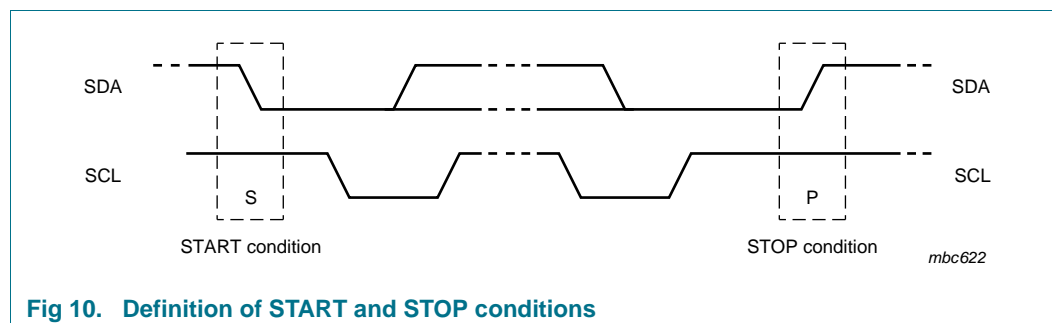 SDA
SDA
SCL
SCL
S
P
START condition
STOP condition
mbc622
Fig 10. Definition of START and STOP conditions